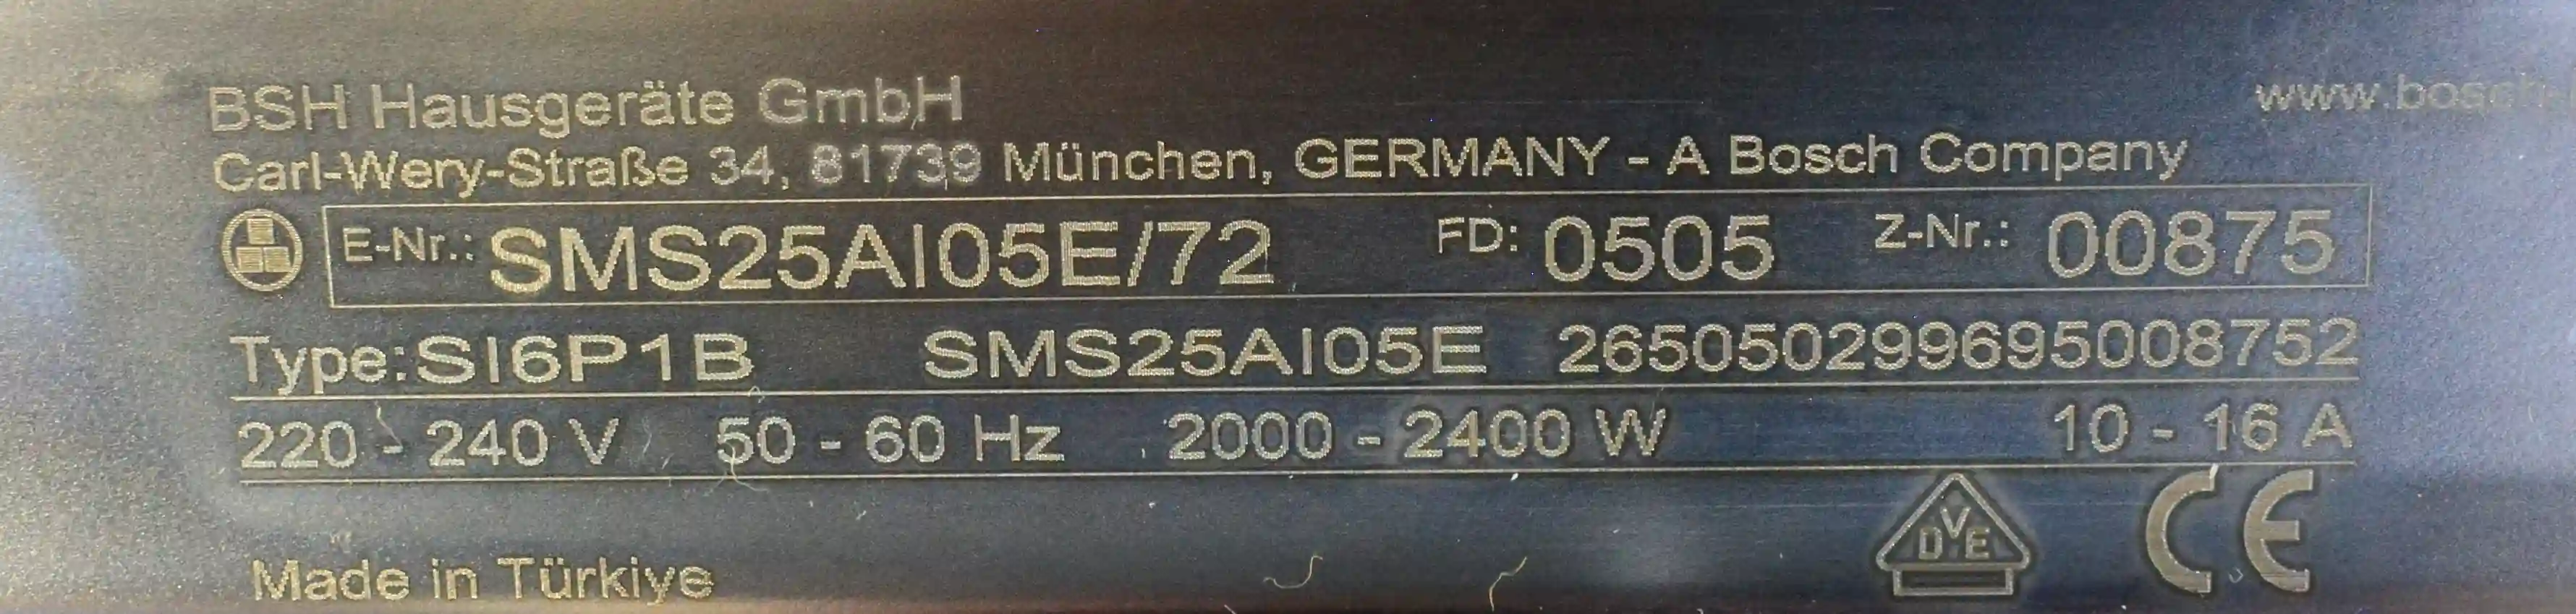 BSH Hausgeräte GmbH
www.bosch
Carl-Wery-Straße 34, 81739 München, GERMANY - A Bosch Company
E-Nr.: SMS25AI05E/72 FD: 0505 Z-Nr.: 00875
Type:SI6P1B SMS25AI05E 265050299695008752
220 - 240 V 50 - 60 Hz 2000 - 2400 W 10 - 16 A
DVE
CE
Made in Türkiye